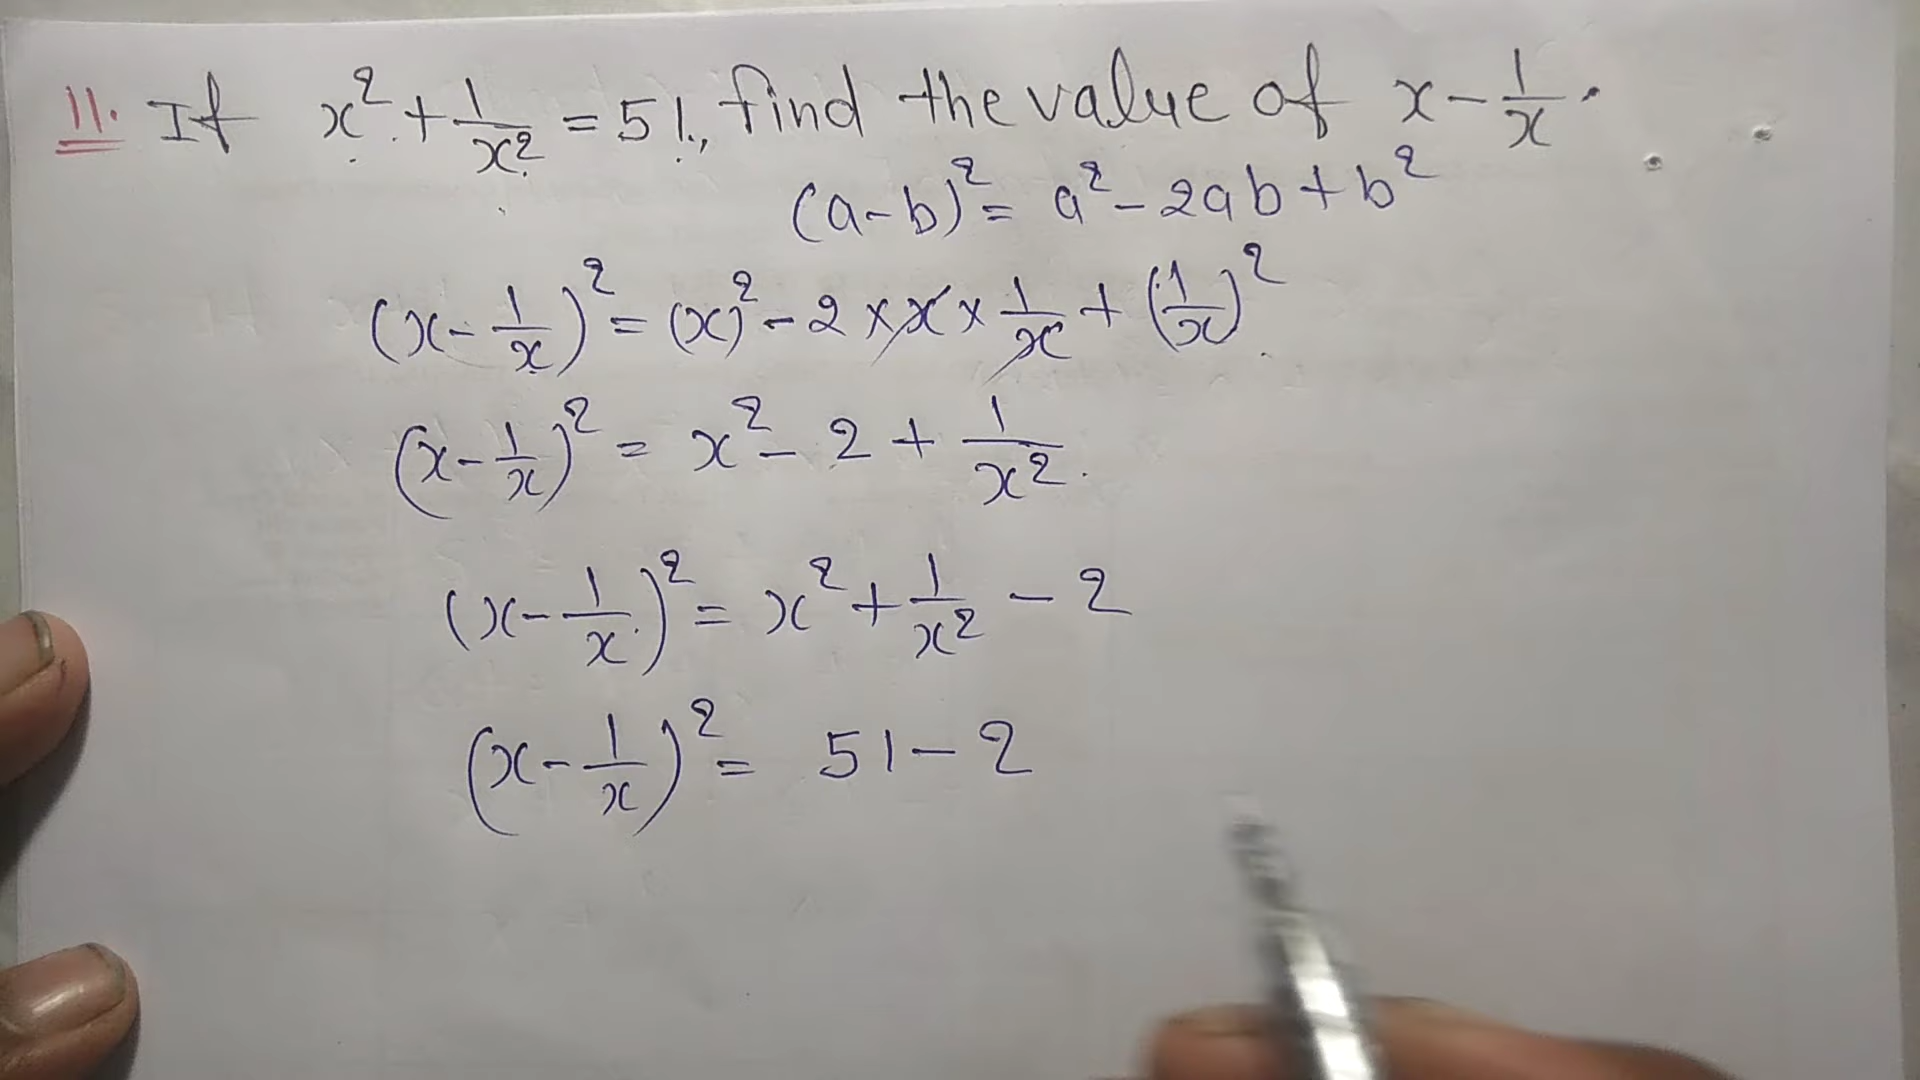 11. If x² + 1/x² = 51, find the value of x - 1/x.
(a-b)² = a² - 2ab + b²
(x - 1/x)² = (x)² - 2 × x × 1/x + (1/x)²
(x - 1/x)² = x² - 2 + 1/x².
(x - 1/x)² = x² + 1/x² - 2
(x - 1/x)² = 51 - 2